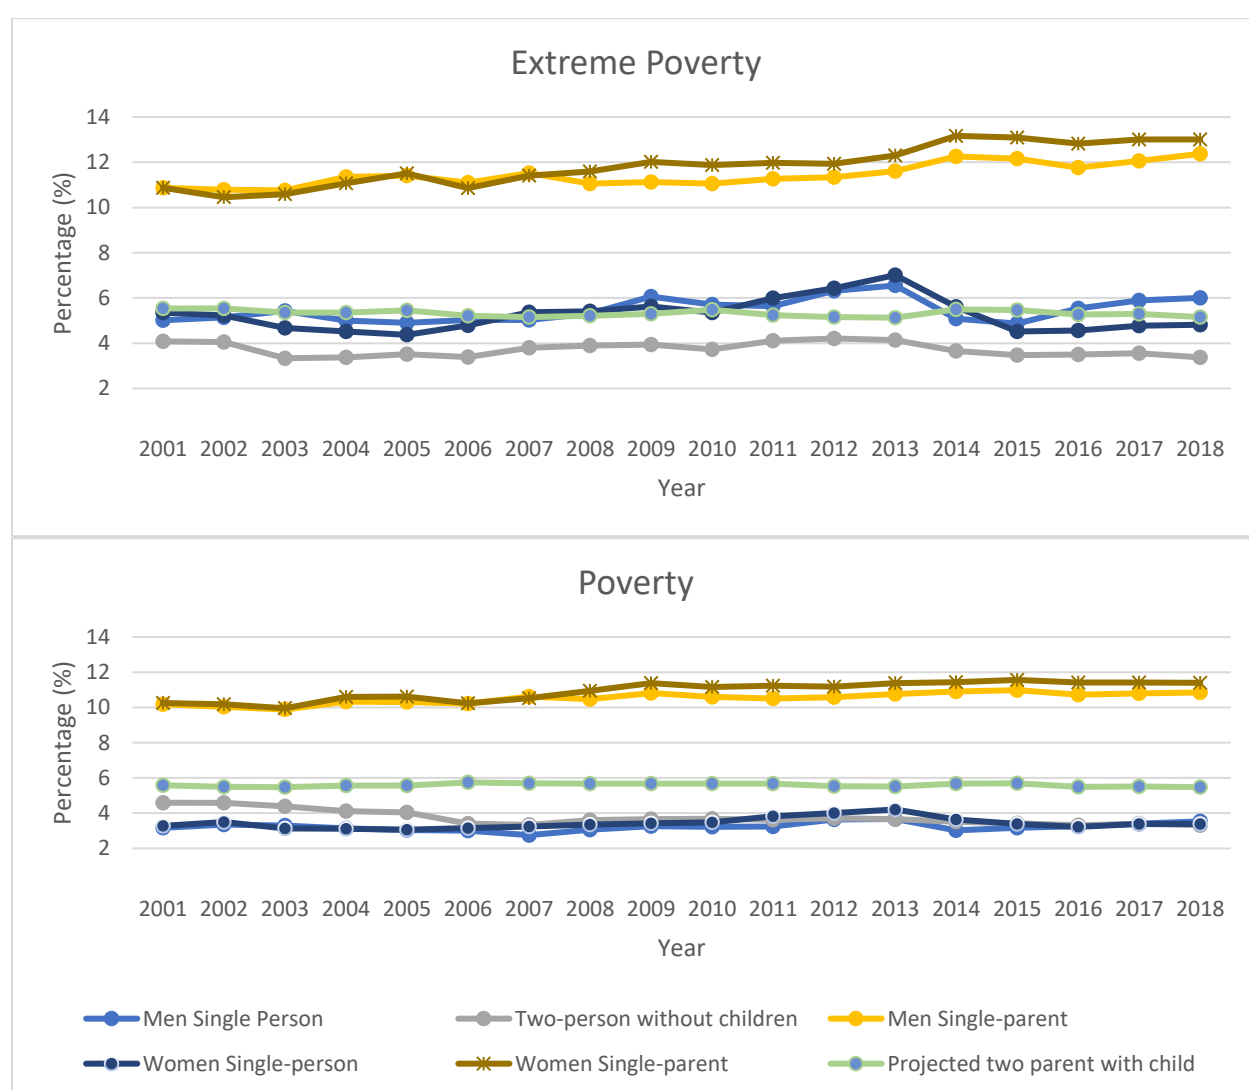 Extreme Poverty
14
12
10
8
6
4
2
Percentage (%)
2001 2002 2003 2004 2005 2006 2007 2008 2009 2010 2011 2012 2013 2014 2015 2016 2017 2018
Year
Poverty
14
12
10
8
6
4
2
Percentage (%)
2001 2002 2003 2004 2005 2006 2007 2008 2009 2010 2011 2012 2013 2014 2015 2016 2017 2018
Year
Men Single Person Two-person without children Men Single-parent
Women Single-person Women Single-parent Projected two parent with child